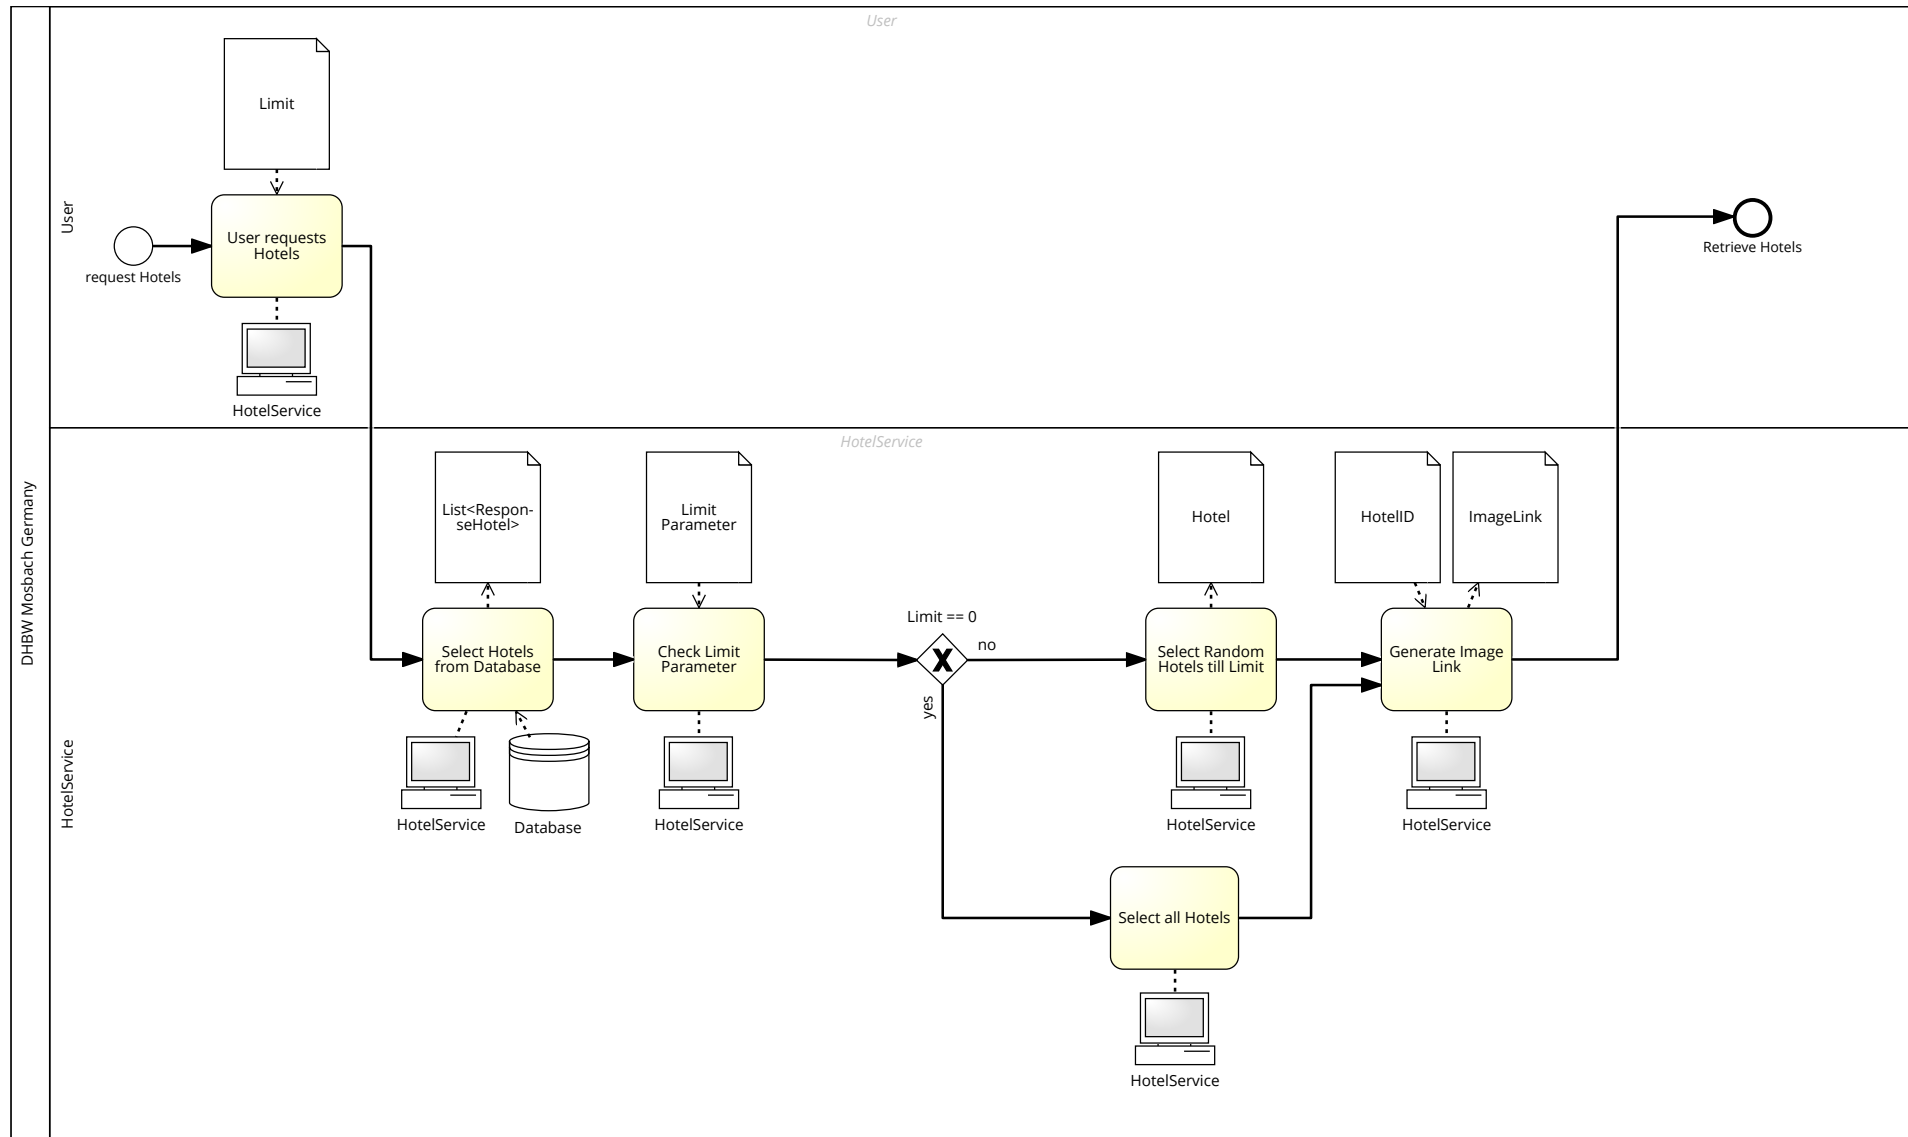 User
DHBW Mosbach Germany
User
Limit
request Hotels
User requests
Hotels
HotelService
Retrieve Hotels
HotelService
HotelService
List<Respon-
seHotel>
Limit
Parameter
Hotel
HotelID
ImageLink
Select Hotels
from Database
Check Limit
Parameter
Limit == 0
no
yes
Select Random
Hotels till Limit
Generate Image
Link
HotelService
Database
HotelService
HotelService
HotelService
Select all Hotels
HotelService